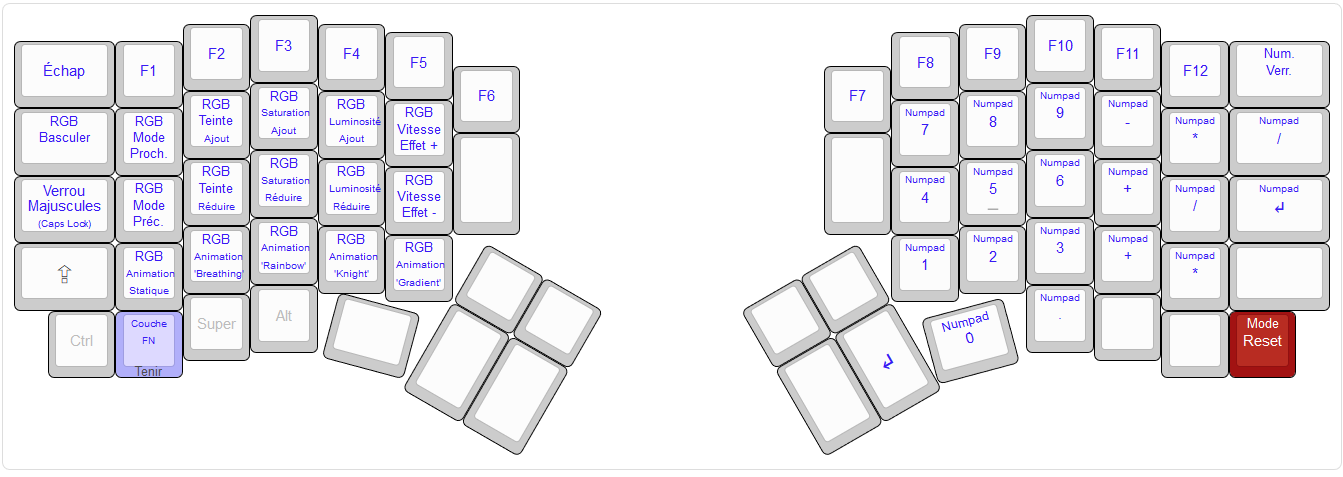 Échap
F1
F2
F3
F4
F5
F6
RGB
Basculer
RGB
Mode
Proch.
RGB
Teinte
Ajout
RGB
Saturation
Ajout
RGB
Luminosité
Ajout
RGB
Vitesse
Effet +
Verrou
Majuscules
(Caps Lock)
RGB
Mode
Préc.
RGB
Teinte
Réduire
RGB
Saturation
Réduire
RGB
Luminosité
Réduire
RGB
Vitesse
Effet -
⇪
RGB
Animation
Statique
RGB
Animation
'Breathing'
RGB
Animation
'Rainbow'
RGB
Animation
'Knight'
RGB
Animation
'Gradient'
Ctrl
Couche
FN
Tenir
Super
Alt
F7
F8
F9
F10
F11
F12
Num.
Verr.
Numpad
7
Numpad
8
Numpad
9
Numpad
-
Numpad
*
Numpad
/
Numpad
4
Numpad
5
Numpad
6
Numpad
+
Numpad
/
Numpad
↲
Numpad
1
Numpad
2
Numpad
3
Numpad
+
Numpad
*
↲
Numpad
0
Numpad
.
Mode
Reset